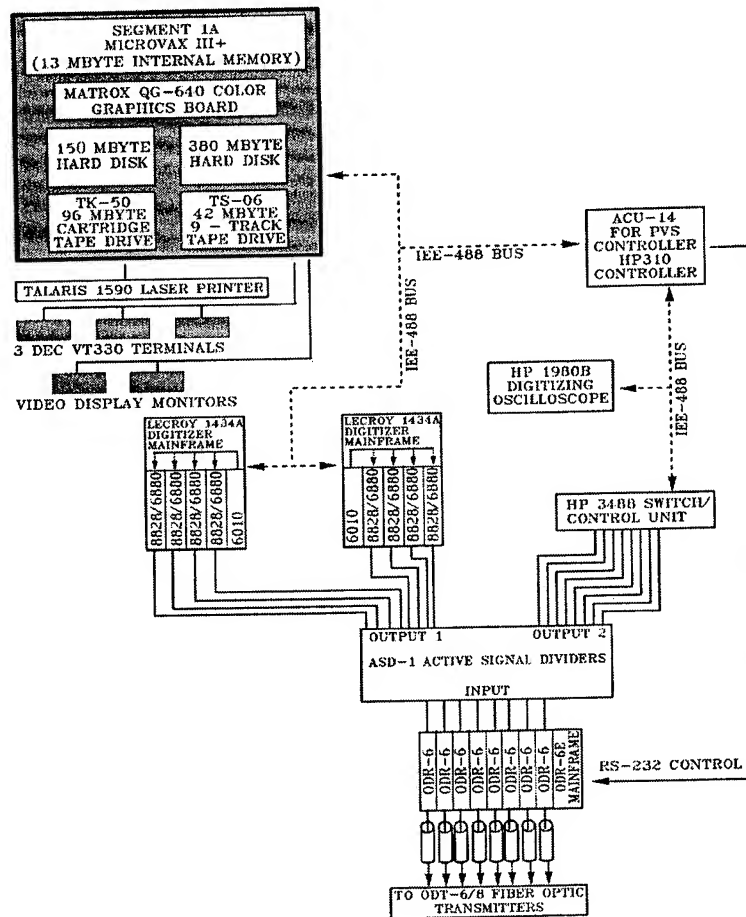 SEGMENT 1A
MICROVAX III+
(13 MBYTE INTERNAL MEMORY)
MATROX QG-640 COLOR
GRAPHICS BOARD
150 MBYTE
HARD DISK
380 MBYTE
HARD DISK
TK-50
96 MBYTE
CARTRIDGE
TAPE DRIVE
TS-06
42 MBYTE
9 - TRACK
TAPE DRIVE
TALARIS 1590 LASER PRINTER
3 DEC VT330 TERMINALS
VIDEO DISPLAY MONITORS
IEE-488 BUS
IEE-488 BUS
ACU-14
FOR PVS
CONTROLLER
HP310
CONTROLLER
IEE-488 BUS
HP 1980B
DIGITIZING
OSCILLOSCOPE
LECROY 1434A
DIGITIZER
MAINFRAME
8828/6880
8828/6880
8828/6880
8828/6880
6010
LECROY 1434A
DIGITIZER
MAINFRAME
6010
8828/6880
8828/6880
8828/6880
8828/6880
HP 3488 SWITCH/
CONTROL UNIT
OUTPUT 1
OUTPUT 2
ASD-1 ACTIVE SIGNAL DIVIDERS
INPUT
ODR-6
ODR-6
ODR-6
ODR-6
ODR-6
ODR-6
ODR-6
ODR-6E
MAINFRAME
RS-232 CONTROL
TO ODT-6/8 FIBER OPTIC
TRANSMITTERS